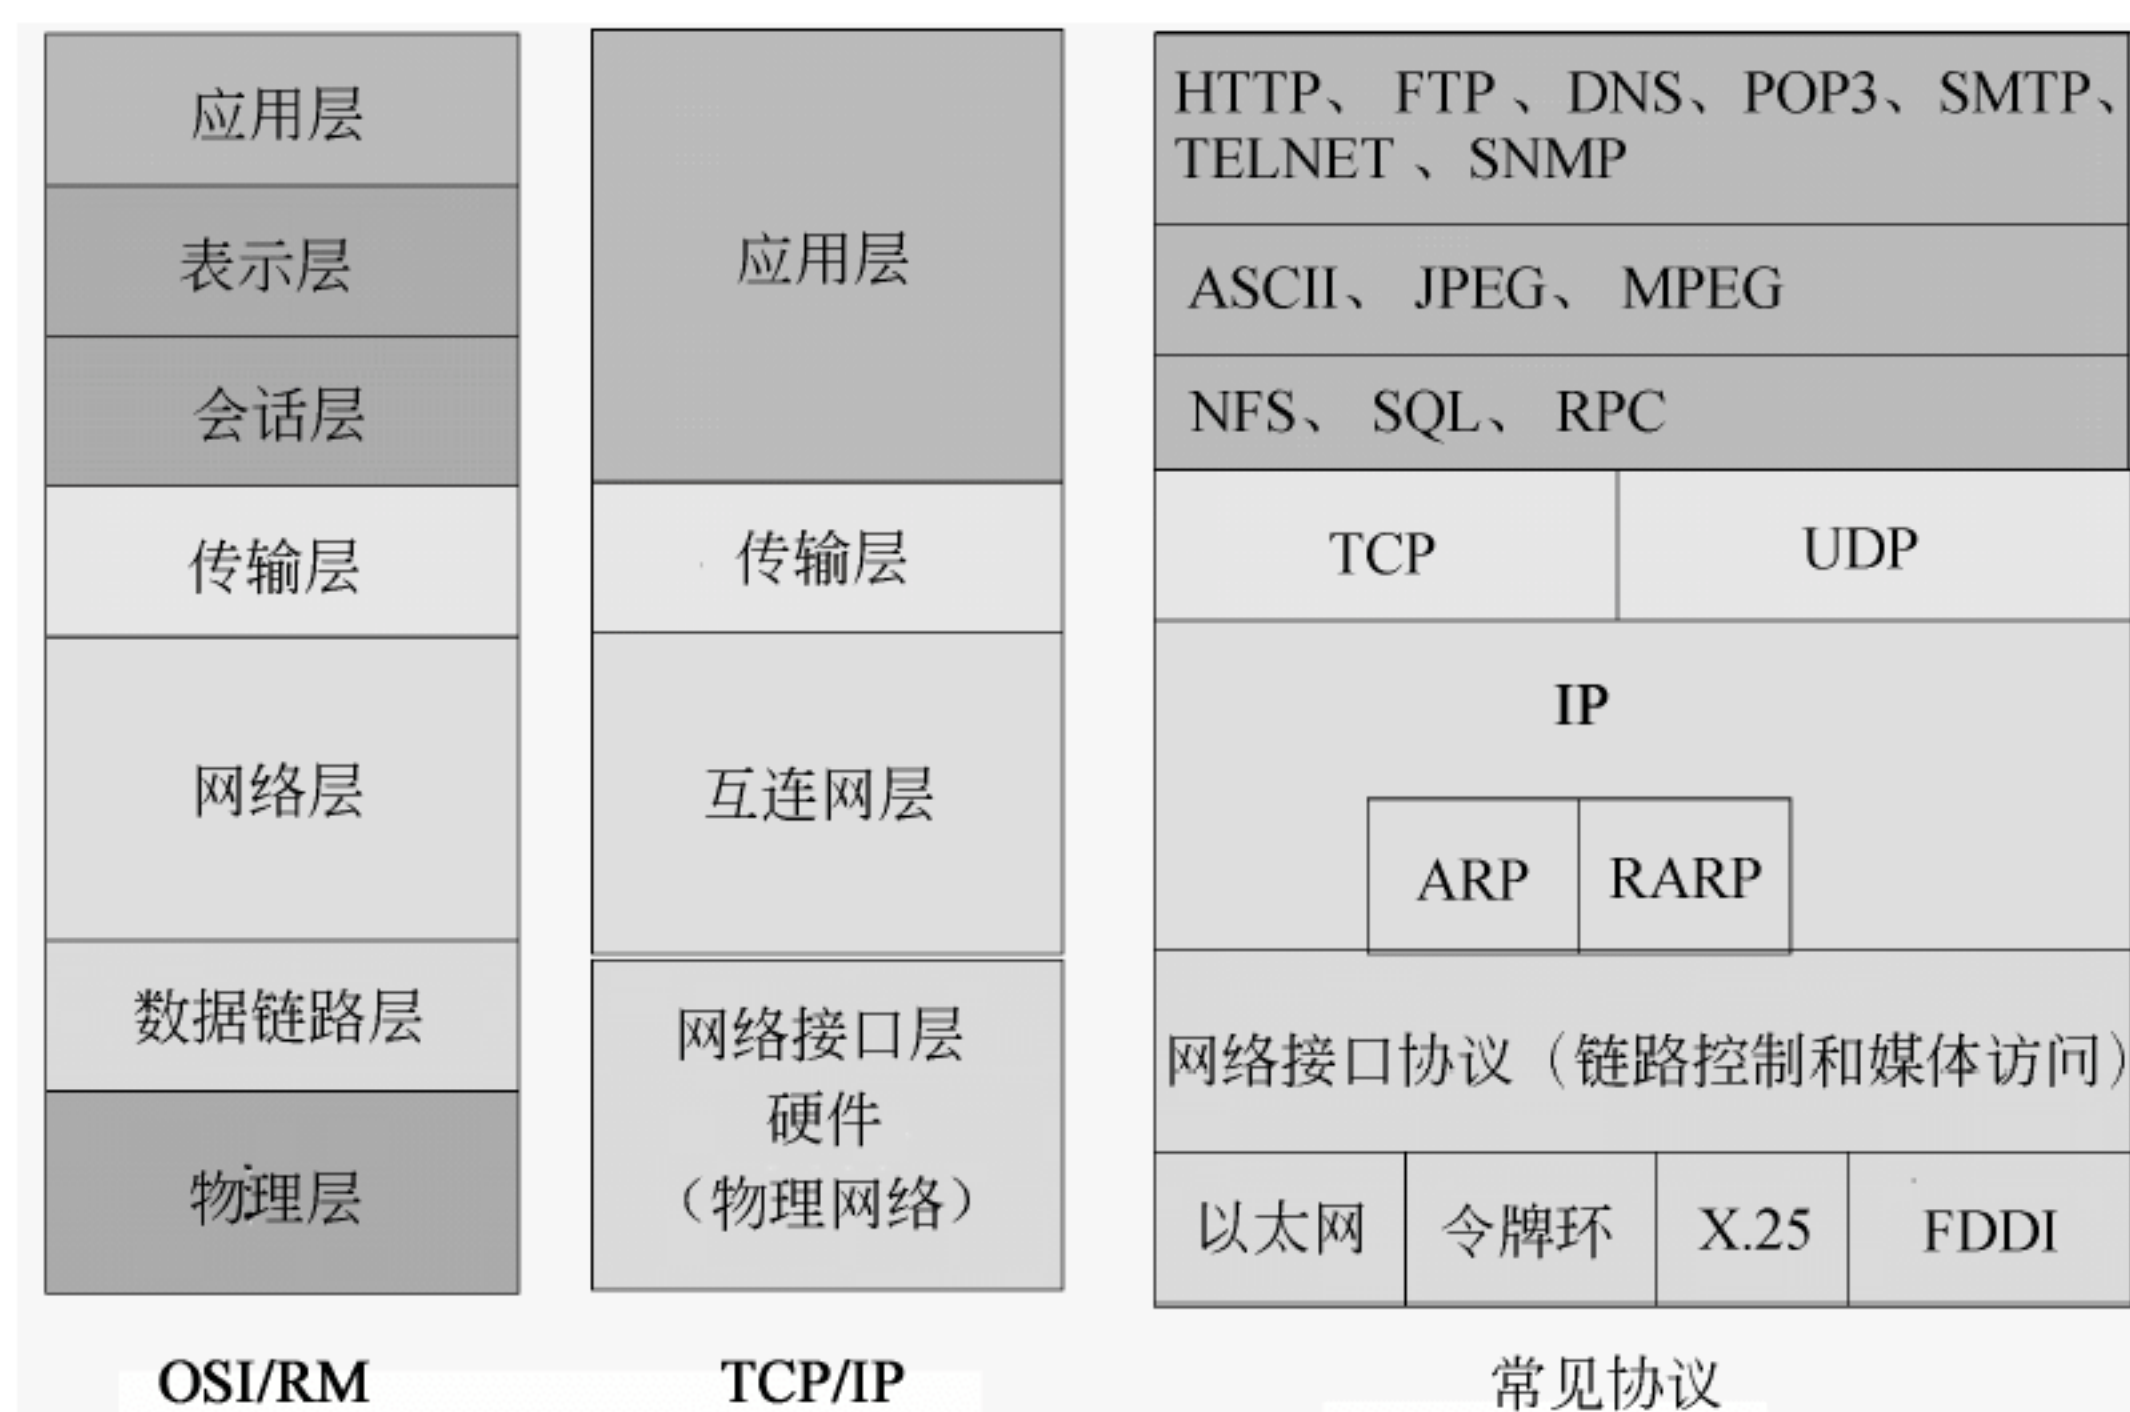 应用层
表示层
会话层
传输层
网络层
数据链路层
物理层
OSI/RM
应用层
传输层
互连网层
网络接口层
硬件
（物理网络）
TCP/IP
HTTP、 FTP 、DNS、POP3、SMTP、
TELNET 、SNMP
ASCII、 JPEG、 MPEG
NFS、 SQL、 RPC
TCP
UDP
IP
ARP
RARP
网络接口协议（链路控制和媒体访问）
以太网
令牌环
X.25
FDDI
常见协议